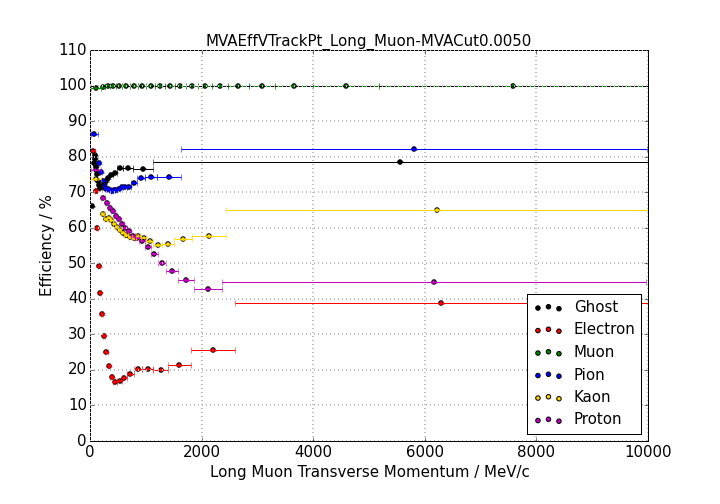 MVAEffVTrackPt_Long_Muon-MVACut0.0050
110
100
90
80
70
60
50
40
30
20
10
0
Efficiency / %
Ghost
Electron
Muon
Pion
Kaon
Proton
0 2000 4000 6000 8000 10000
Long Muon Transverse Momentum / MeV/c